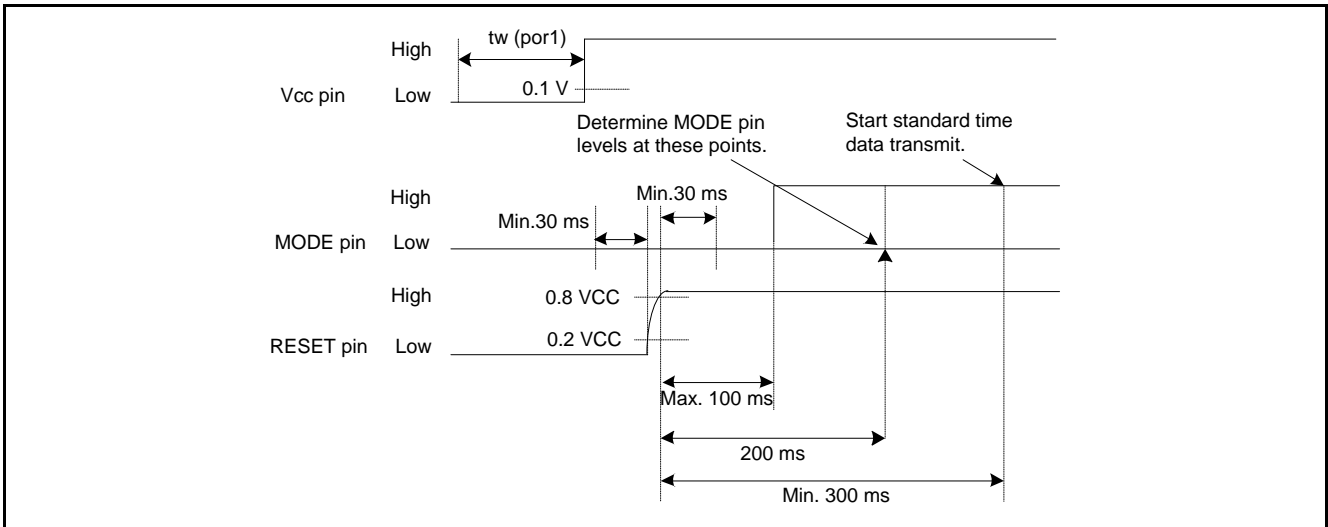 High
tw (por1)
Vcc pin
Low
0.1 V
Determine MODE pin
levels at these points.
Start standard time
data transmit.
High
Min.30 ms
Min.30 ms
MODE pin
Low
High
0.8 VCC
RESET pin
Low
0.2 VCC
Max. 100 ms
200 ms
Min. 300 ms